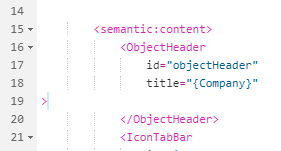 14
15 <semantic:content>
16 <ObjectHeader
17 id="objectHeader"
18 title="{Company}"
19 >
20 </ObjectHeader>
21 <IconTabBar